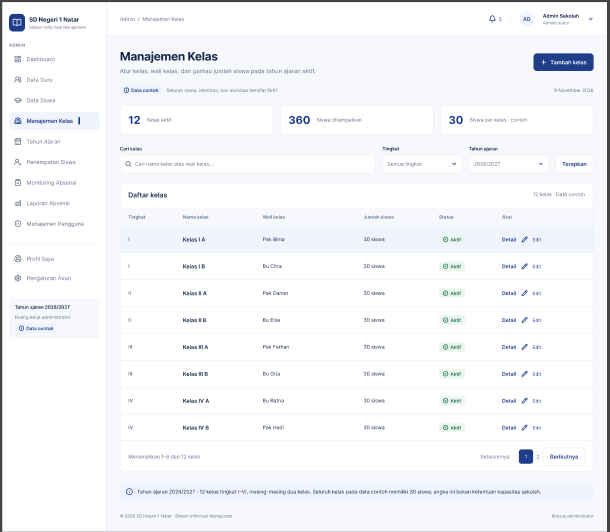 SD Negeri 1 Natar
Sistem Informasi Manajemen
Admin / Manajemen Kelas
3
AD
Admin Sekolah
Administrator
ADMIN
Dashboard
Data Guru
Data Siswa
Manajemen Kelas
Tahun Ajaran
Penempatan Siswa
Monitoring Absensi
Laporan Absensi
Manajemen Pengguna
Profil Saya
Pengaturan Akun
Tahun ajaran 2026/2027
Ruang kerja administrator
Data contoh
Manajemen Kelas
Atur kelas, wali kelas, dan pantau jumlah siswa pada tahun ajaran aktif.
+ Tambah kelas
Data contoh Seluruh nama, identitas, dan aktivitas bersifat fiktif.
9 November 2026
12 Kelas aktif
360 Siswa ditampilkan
30 Siswa per kelas · contoh
Cari kelas
Cari nama kelas atau wali kelas...
Tingkat
Semua tingkat
Tahun ajaran
2026/2027
Terapkan
Daftar kelas
12 kelas · Data contoh
Tingkat Nama kelas Wali kelas Jumlah siswa Status Aksi
I Kelas I A Pak Bima 30 siswa Aktif Detail Edit
I Kelas I B Bu Citra 30 siswa Aktif Detail Edit
II Kelas II A Pak Damar 30 siswa Aktif Detail Edit
II Kelas II B Bu Elsa 30 siswa Aktif Detail Edit
III Kelas III A Pak Farhan 30 siswa Aktif Detail Edit
III Kelas III B Bu Gita 30 siswa Aktif Detail Edit
IV Kelas IV A Bu Ratna 30 siswa Aktif Detail Edit
IV Kelas IV B Pak Hadi 30 siswa Aktif Detail Edit
Menampilkan 1–8 dari 12 kelas
Sebelumnya 1 2 Berikutnya
Tahun ajaran 2026/2027 · 12 kelas tingkat I–VI, masing-masing dua kelas. Seluruh kelas pada data contoh memiliki 30 siswa; angka ini bukan ketentuan kapasitas sekolah.
© 2026 SD Negeri 1 Natar · Sistem Informasi Manajemen
Khusus administrator